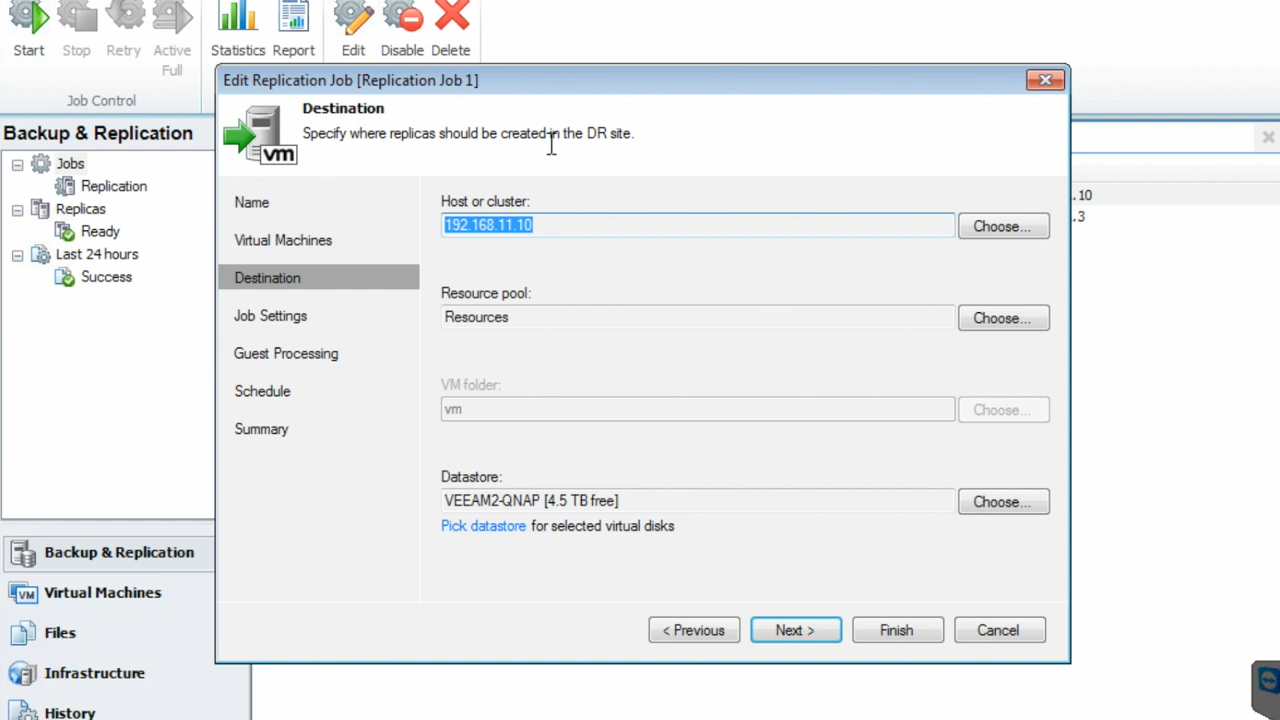 Start
Stop
Retry
Active
Full
Statistics
Report
Edit
Disable
Delete
Job Control
Backup & Replication
Jobs
Replication
Replicas
Ready
Last 24 hours
Success
Backup & Replication
VM
Virtual Machines
Files
Infrastructure
History
Edit Replication Job [Replication Job 1]
vm
Destination
Specify where replicas should be created in the DR site.
Name
Virtual Machines
Destination
Job Settings
Guest Processing
Schedule
Summary
Host or cluster:
192.168.11.10
Choose...
Resource pool:
Resources
Choose...
VM folder:
vm
Choose...
Datastore:
VEEAM2-QNAP [4.5 TB free]
Choose...
Pick datastore for selected virtual disks
< Previous
Next >
Finish
Cancel
.10
.3